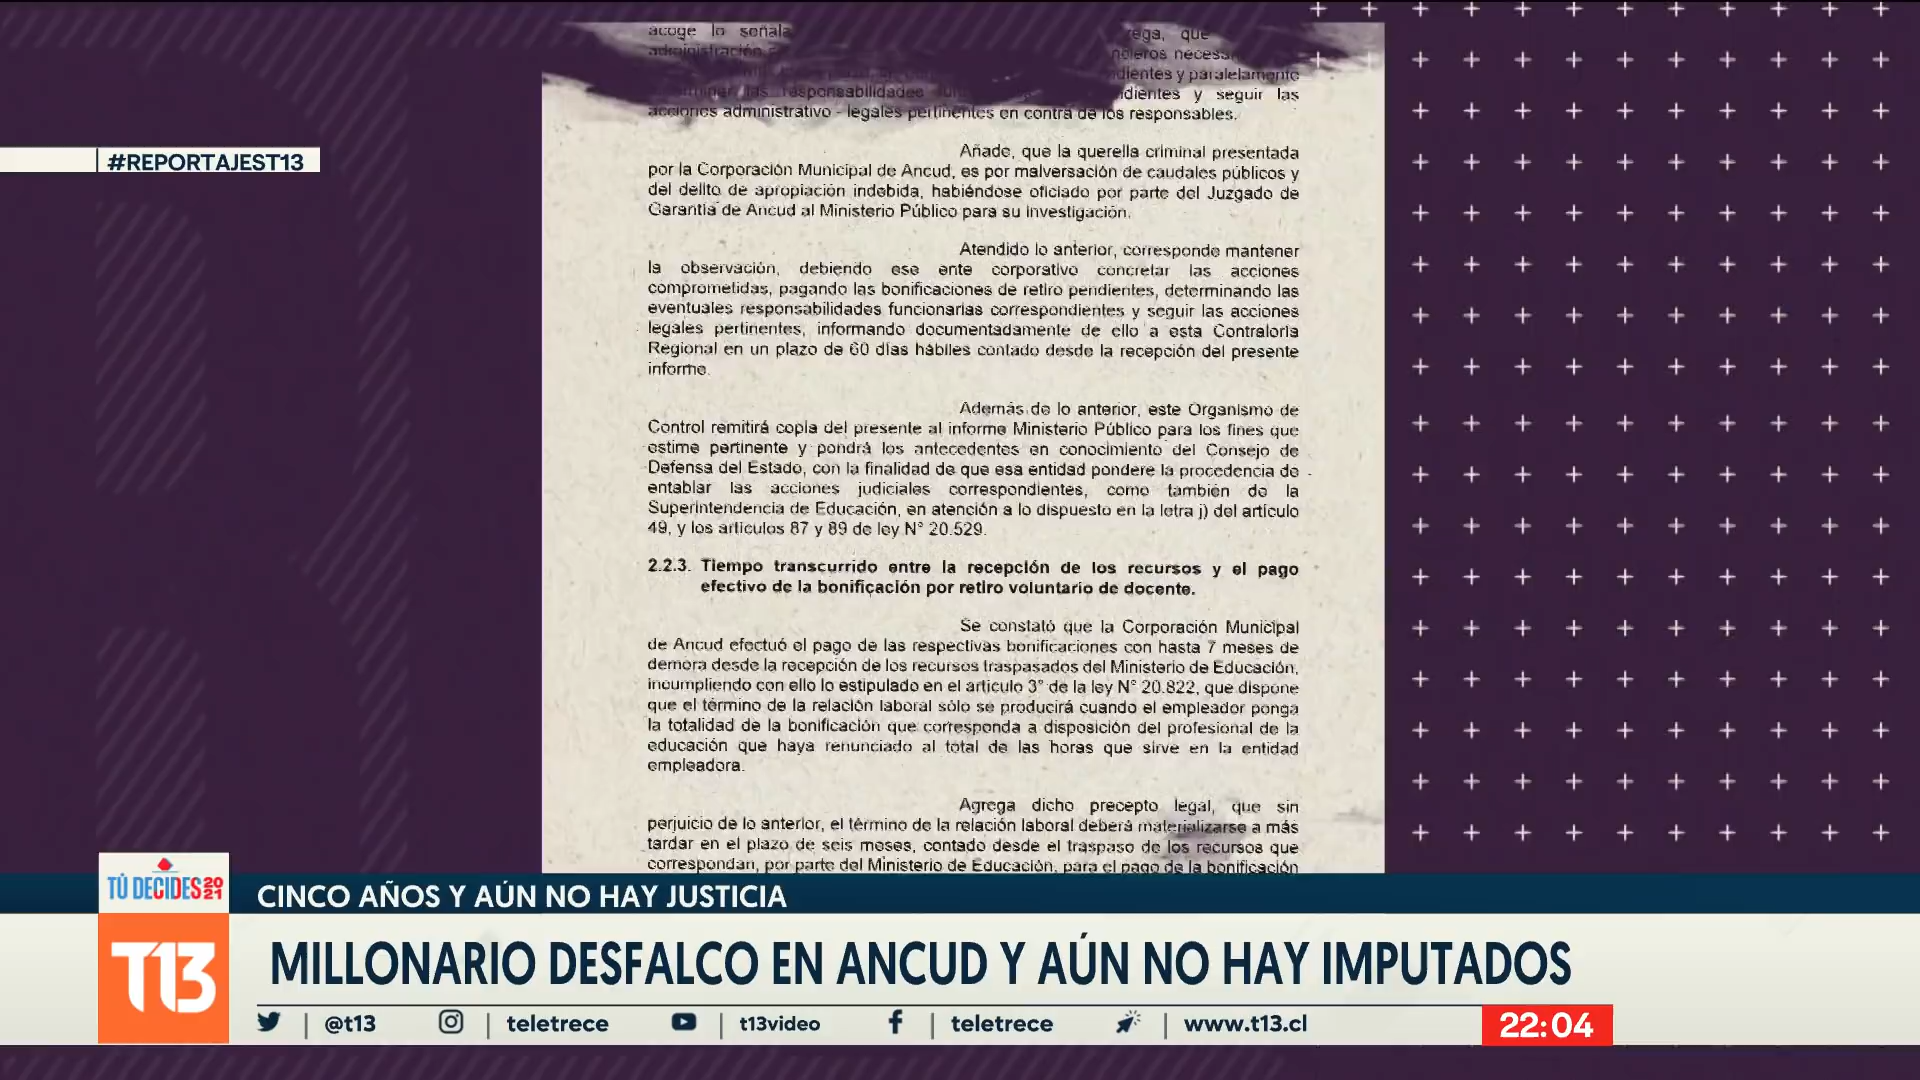 acoge lo señala
rega, que
administración
ncieros neces
dientes y paralelamente
las responsabilidades
dientes y seguir las
acciones administrativo - legales pertinentes en contra de los responsables.
#REPORTAJEST13
Añade, que la querella criminal presentada
por la Corporación Municipal de Ancud, es por malversación de caudales públicos y
del delito de apropiación indebida, habiéndose oficiado por parte del Juzgado de
Garantía de Ancud al Ministerio Público para su investigación.
Atendido lo anterior, corresponde mantener
la observación, debiendo ese ente corporativo concretar las acciones
comprometidas, pagando las bonificaciones de retiro pendientes, determinando las
eventuales responsabilidades funcionarias correspondientes y seguir las acciones
legales pertinentes, informando documentadamente de ello a esta Contraloría
Regional en un plazo de 60 días hábiles contado desde la recepción del presente
informe.
Además de lo anterior, este Organismo de
Control remitirá copia del presente al informe Ministerio Público para los fines que
estime pertinente y pondrá los antecedentes en conocimiento del Consejo de
Defensa del Estado, con la finalidad de que esa entidad pondere la procedencia de
entablar las acciones judiciales correspondientes, como también de la
Superintendencia de Educación, en atención a lo dispuesto en la letra j) del artículo
49, y los artículos 87 y 89 de ley N° 20.529.
2.2.3. Tiempo transcurrido entre la recepción de los recursos y el pago
efectivo de la bonificación por retiro voluntario de docente.
Se constató que la Corporación Municipal
de Ancud efectuó el pago de las respectivas bonificaciones con hasta 7 meses de
demora desde la recepción de los recursos traspasados del Ministerio de Educación,
incumpliendo con ello lo estipulado en el artículo 3° de la ley N° 20.822, que dispone
que el término de la relación laboral sólo se producirá cuando el empleador ponga
la totalidad de la bonificación que corresponda a disposición del profesional de la
educación que haya renunciado al total de las horas que sirve en la entidad
empleadora.
Agrega dicho precepto legal, que sin
perjuicio de lo anterior, el término de la relación laboral deberá materializarse a más
tardar en el plazo de seis meses, contado desde el traspaso de los recursos que
correspondan, por parte del Ministerio de Educación, para el pago de la bonificación
TÚ DECIDES 2021
CINCO AÑOS Y AÚN NO HAY JUSTICIA
T13
MILLONARIO DESFALCO EN ANCUD Y AÚN NO HAY IMPUTADOS
@t13 | teletrece | t13video | teletrece | www.t13.cl
22:04